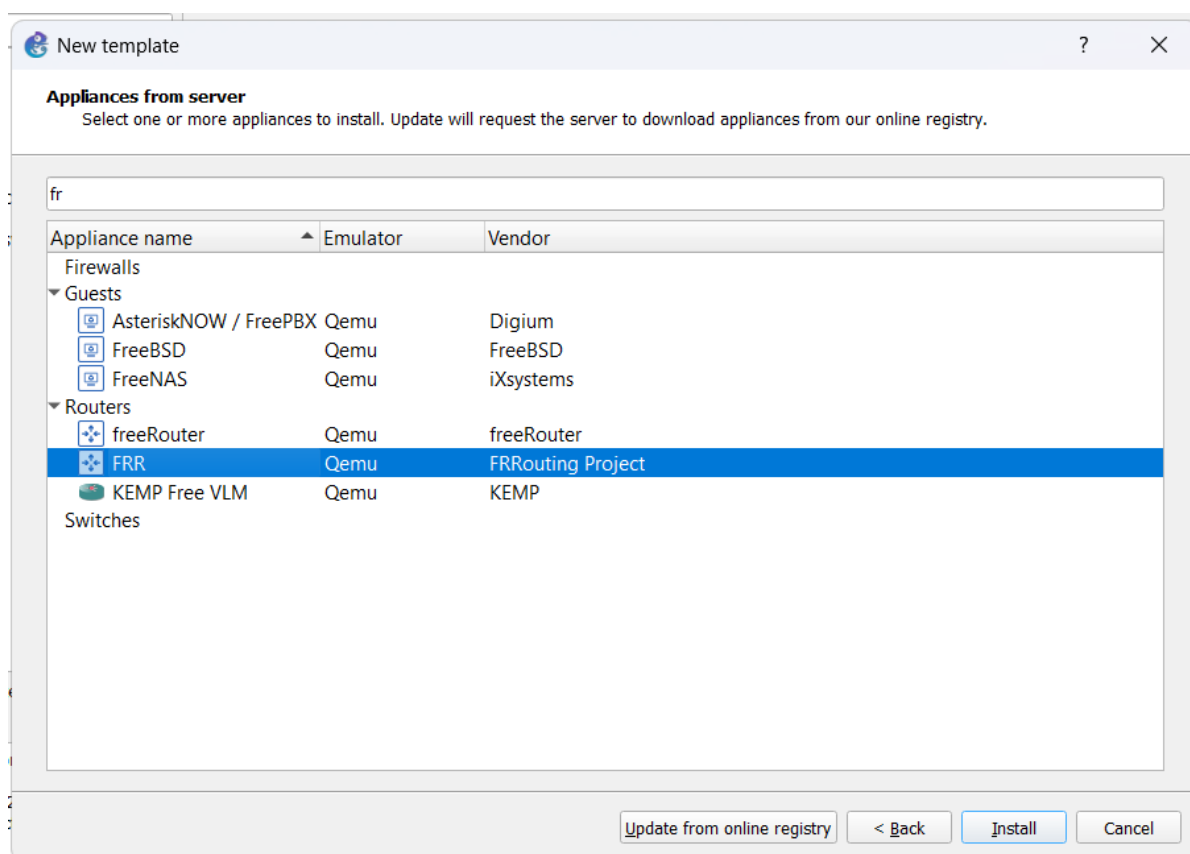 New template
?
Appliances from server
Select one or more appliances to install. Update will request the server to download appliances from our online registry.
fr
Appliance name Emulator Vendor
Firewalls
Guests
AsteriskNOW / FreePBX Qemu Digium
FreeBSD Qemu FreeBSD
FreeNAS Qemu iXsystems
Routers
freeRouter Qemu freeRouter
FRR Qemu FRRouting Project
KEMP Free VLM Qemu KEMP
Switches
Update from online registry < Back Install Cancel